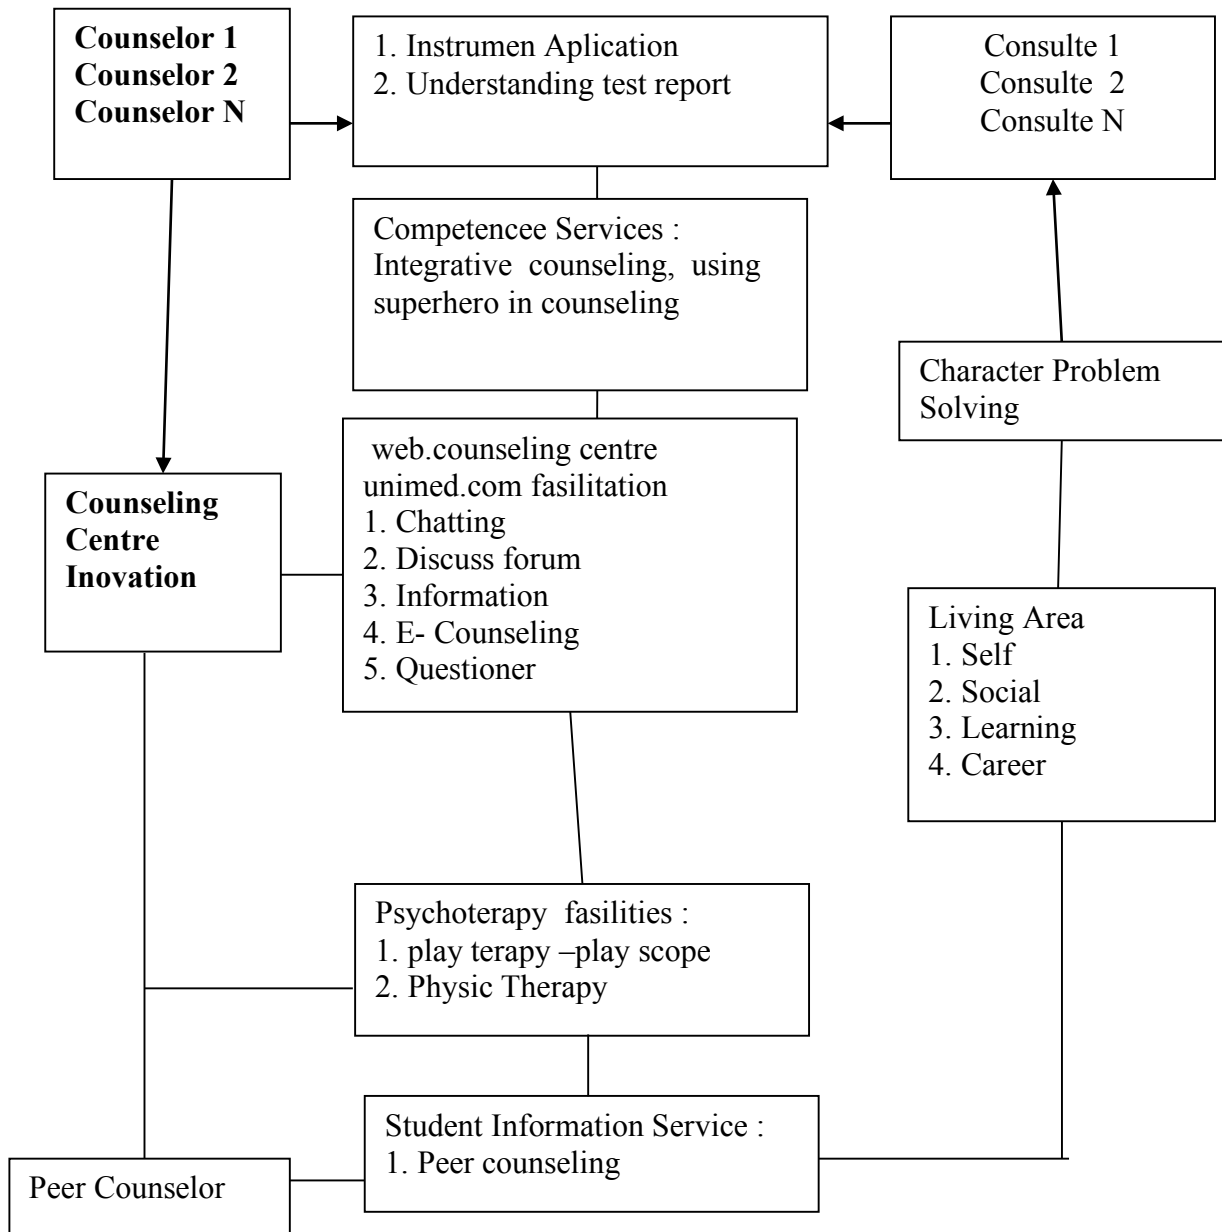 Counselor 1
Counselor 2
Counselor N
1. Instrumen Aplication
2. Understanding test report
Consulte 1
Consulte 2
Consulte N
Competencee Services :
Integrative counseling, using
superhero in counseling
Character Problem
Solving
web.counseling centre
unimed.com fasilitation
1. Chatting
2. Discuss forum
3. Information
4. E- Counseling
5. Questioner
Counseling
Centre
Inovation
Living Area
1. Self
2. Social
3. Learning
4. Career
Psychoterapy fasilities :
1. play terapy –play scope
2. Physic Therapy
Student Information Service :
1. Peer counseling
Peer Counselor